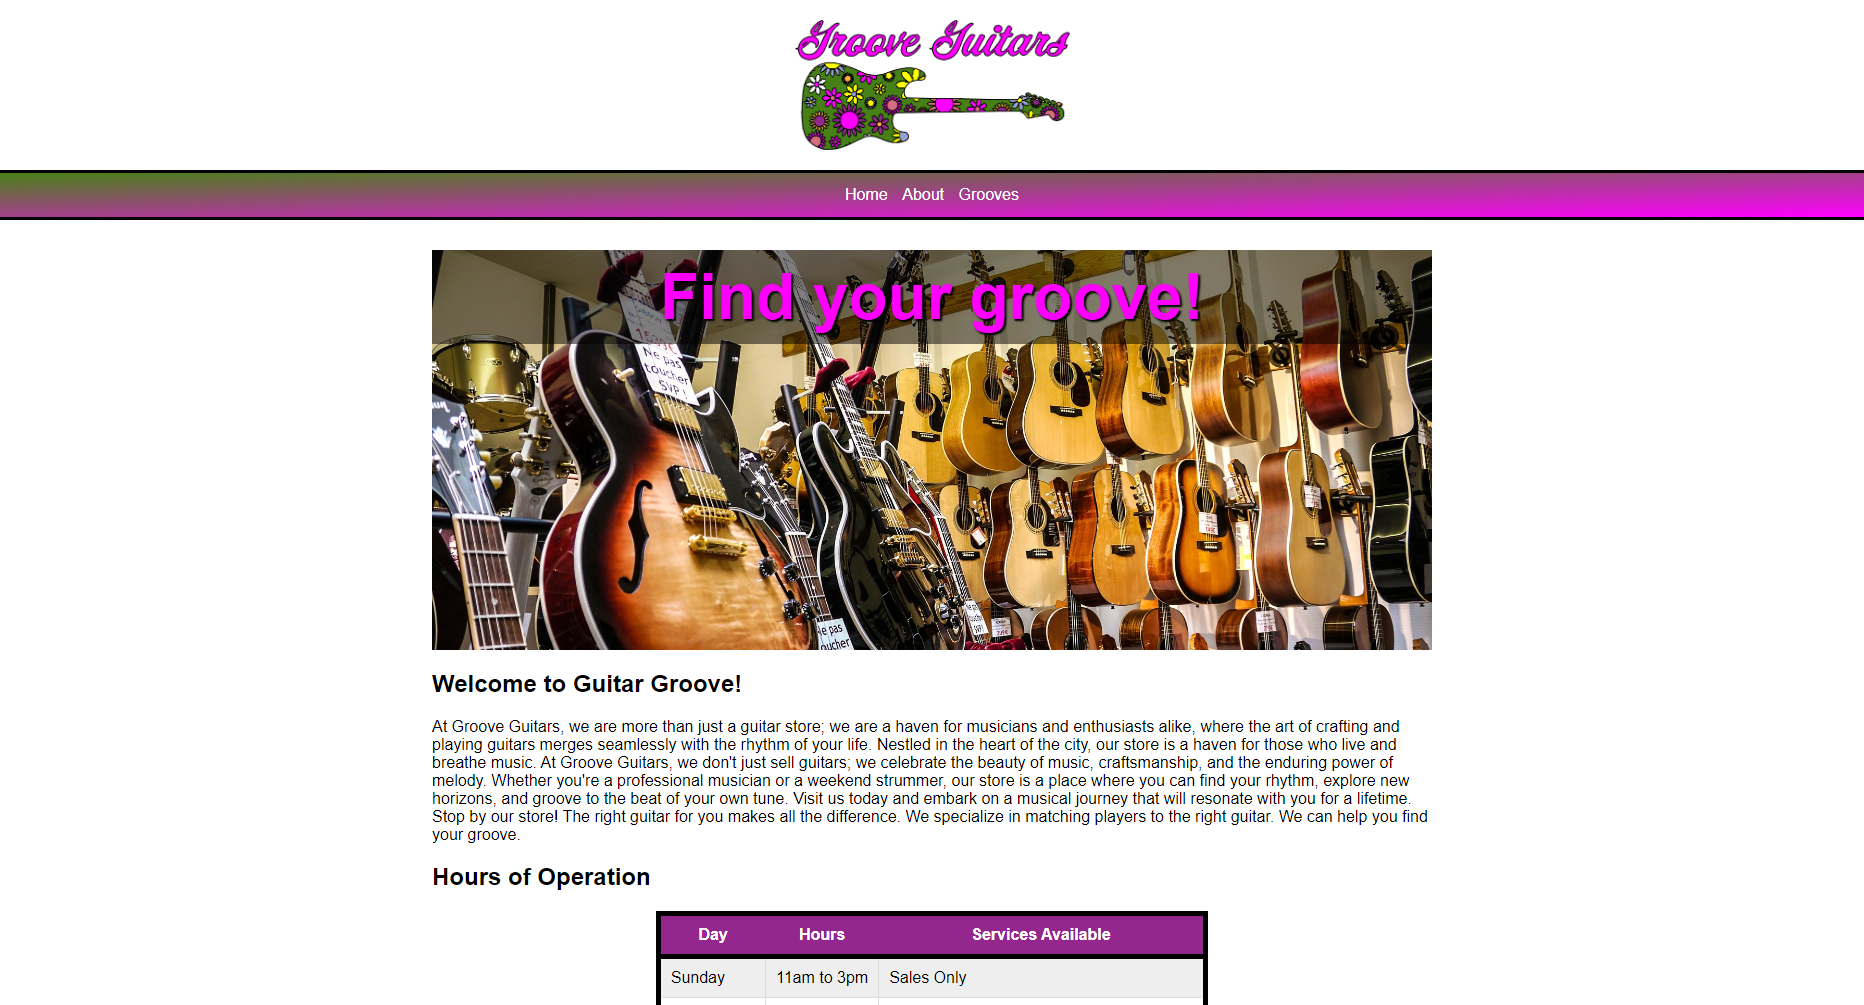 Groove Guitars
Home About Grooves
Find your groove!
Ne pas
toucher
SVP!
Ne pas
toucher
Welcome to Guitar Groove!
At Groove Guitars, we are more than just a guitar store; we are a haven for musicians and enthusiasts alike, where the art of crafting and
playing guitars merges seamlessly with the rhythm of your life. Nestled in the heart of the city, our store is a haven for those who live and
breathe music. At Groove Guitars, we don't just sell guitars; we celebrate the beauty of music, craftsmanship, and the enduring power of
melody. Whether you're a professional musician or a weekend strummer, our store is a place where you can find your rhythm, explore new
horizons, and groove to the beat of your own tune. Visit us today and embark on a musical journey that will resonate with you for a lifetime.
Stop by our store! The right guitar for you makes all the difference. We specialize in matching players to the right guitar. We can help you find
your groove.
Hours of Operation
Day Hours Services Available
Sunday 11am to 3pm Sales Only